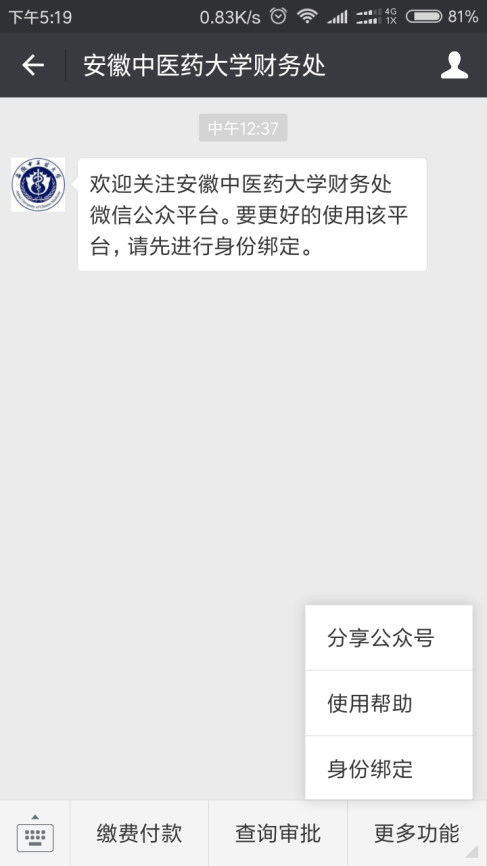 下午5:19
0.83K/s
4G
1X
81%
安徽中医药大学财务处
中午12:37
欢迎关注安徽中医药大学财务处
微信公众平台。要更好的使用该平
台，请先进行身份绑定。
分享公众号
使用帮助
身份绑定
缴费付款
查询审批
更多功能